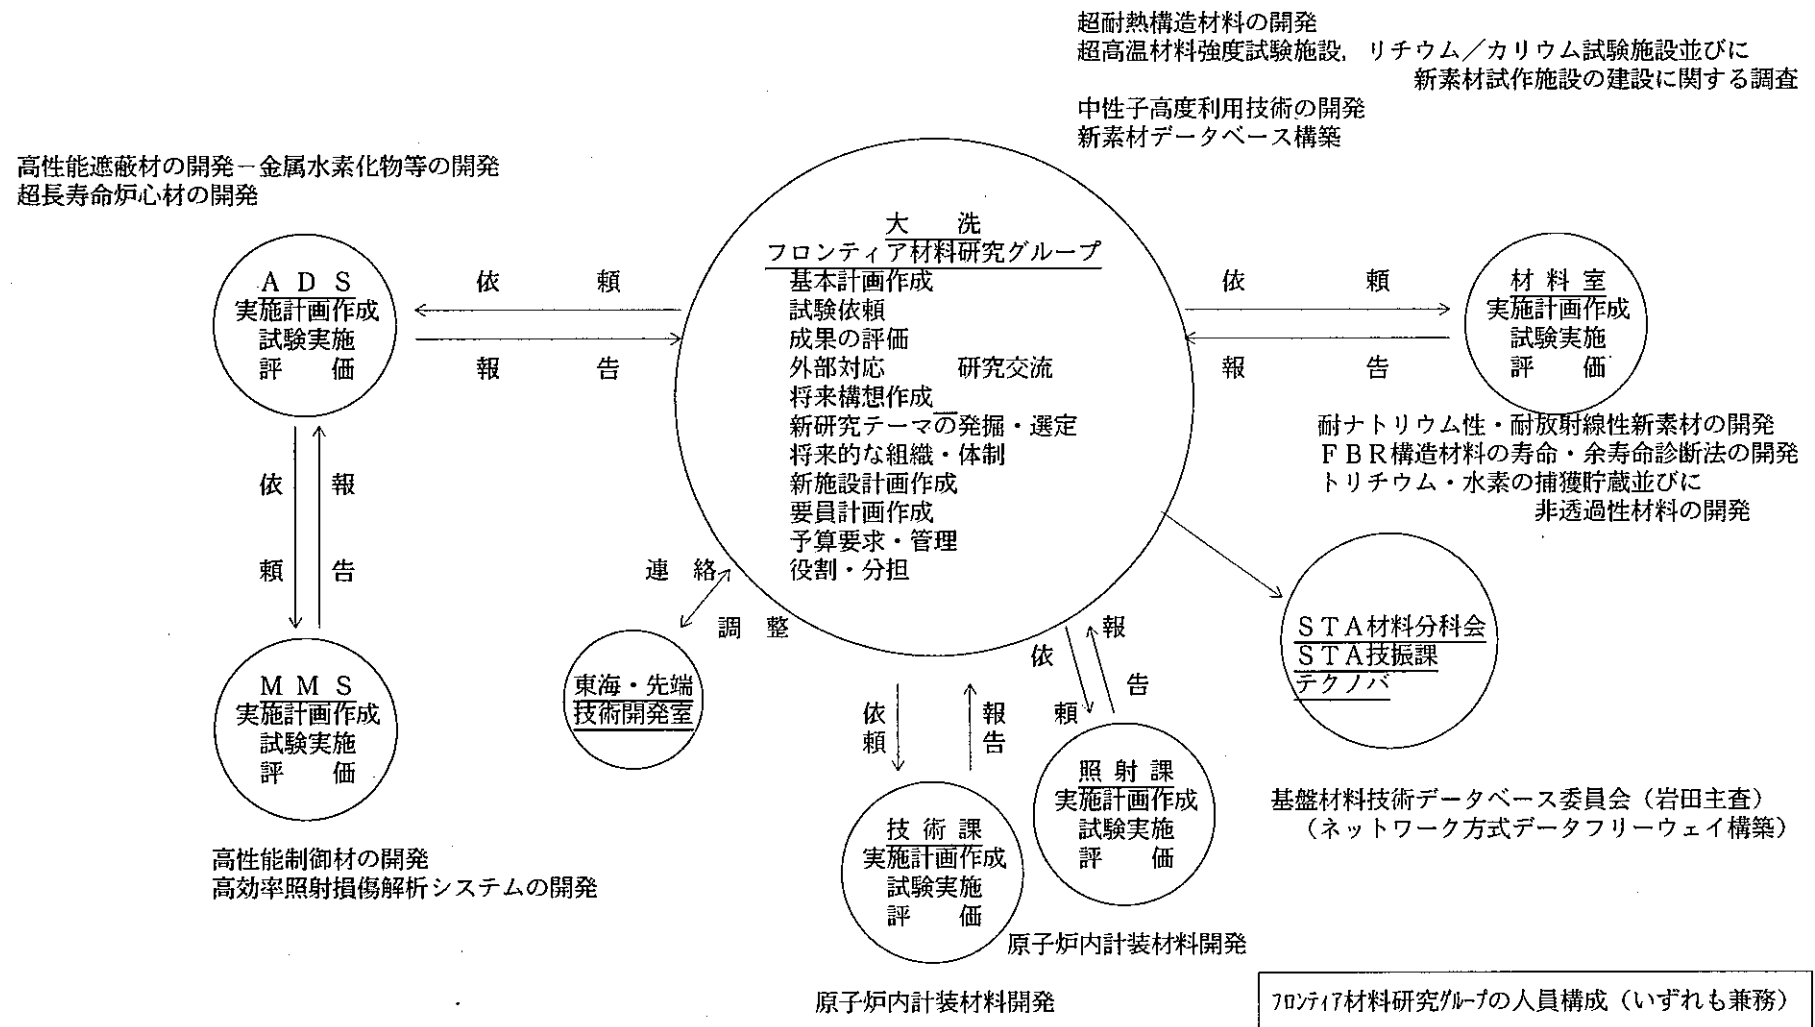 超耐熱構造材料の開発
超高温材料強度試験施設，リチウム／カリウム試験施設並びに
新素材試作施設の建設に関する調査
中性子高度利用技術の開発
新素材データベース構築
高性能遮蔽材の開発－金属水素化物等の開発
超長寿命炉心材の開発
大　洗
フロンティア材料研究グループ
基本計画作成
試験依頼
成果の評価
外部対応　　研究交流
将来構想作成
新研究テーマの発掘・選定
将来的な組織・体制
新施設計画作成
要員計画作成
予算要求・管理
役割・分担
ＡＤＳ
実施計画作成
試験実施
評　価
依　頼
報　告
依　頼
報　告
材料室
実施計画作成
試験実施
評　価
耐ナトリウム性・耐放射線性新素材の開発
ＦＢＲ構造材料の寿命・余寿命診断法の開発
トリチウム・水素の捕獲貯蔵並びに
非透過性材料の開発
依　頼
報　告
ＭＭＳ
実施計画作成
試験実施
評　価
高性能制御材の開発
高効率照射損傷解析システムの開発
連　絡
調　整
東海・先端
技術開発室
依頼
報告
技術課
実施計画作成
試験実施
評　価
原子炉内計装材料開発
依　頼
報　告
照射課
実施計画作成
試験実施
評　価
原子炉内計装材料開発
ＳＴＡ材料分科会
ＳＴＡ技振課
テクノバ
基盤材料技術データベース委員会（岩田主査）
（ネットワーク方式データフリーウェイ構築）
ﾌﾛﾝﾃｨｱ材料研究ｸﾞﾙｰﾌﾟの人員構成（いずれも兼務）